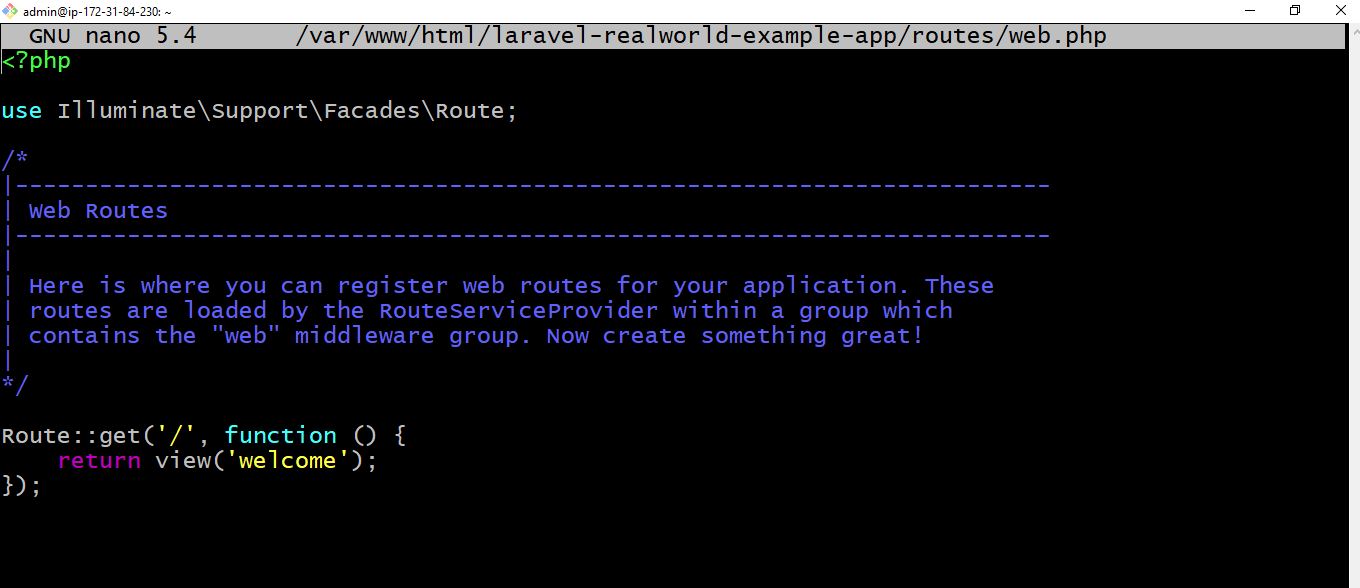 admin@ip-172-31-84-230: ~
GNU nano 5.4 /var/www/html/laravel-realworld-example-app/routes/web.php
<?php

use Illuminate\Support\Facades\Route;

/*
|--------------------------------------------------------------------------
| Web Routes
|--------------------------------------------------------------------------
|
| Here is where you can register web routes for your application. These
| routes are loaded by the RouteServiceProvider within a group which
| contains the "web" middleware group. Now create something great!
|
*/

Route::get('/', function () {
    return view('welcome');
});